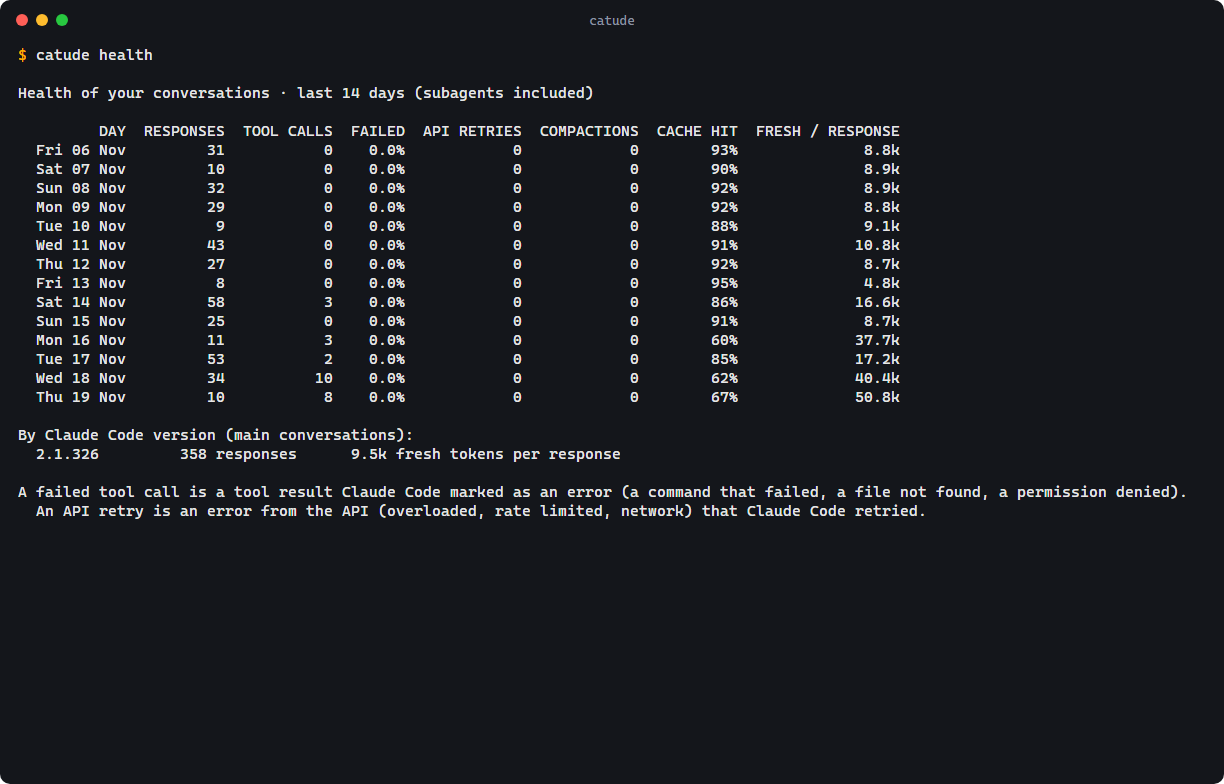 catude
$ catude health
Health of your conversations · last 14 days (subagents included)
DAY RESPONSES TOOL CALLS FAILED API RETRIES COMPACTIONS CACHE HIT FRESH / RESPONSE
Fri 06 Nov 31 0 0.0% 0 0 93% 8.8k
Sat 07 Nov 10 0 0.0% 0 0 90% 8.9k
Sun 08 Nov 32 0 0.0% 0 0 92% 8.9k
Mon 09 Nov 29 0 0.0% 0 0 92% 8.8k
Tue 10 Nov 9 0 0.0% 0 0 88% 9.1k
Wed 11 Nov 43 0 0.0% 0 0 91% 10.8k
Thu 12 Nov 27 0 0.0% 0 0 92% 8.7k
Fri 13 Nov 8 0 0.0% 0 0 95% 4.8k
Sat 14 Nov 58 3 0.0% 0 0 86% 16.6k
Sun 15 Nov 25 0 0.0% 0 0 91% 8.7k
Mon 16 Nov 11 3 0.0% 0 0 60% 37.7k
Tue 17 Nov 53 2 0.0% 0 0 85% 17.2k
Wed 18 Nov 34 10 0.0% 0 0 62% 40.4k
Thu 19 Nov 10 8 0.0% 0 0 67% 50.8k
By Claude Code version (main conversations):
2.1.326 358 responses 9.5k fresh tokens per response
A failed tool call is a tool result Claude Code marked as an error (a command that failed, a file not found, a permission denied).
An API retry is an error from the API (overloaded, rate limited, network) that Claude Code retried.